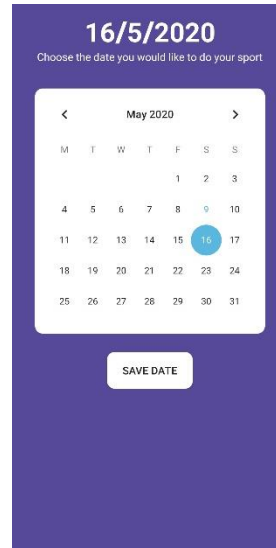 16/5/2020
Choose the date you would like to do your sport
< May 2020 >
M T W T F S S
1 2 3
4 5 6 7 8 9 10
11 12 13 14 15 16 17
18 19 20 21 22 23 24
25 26 27 28 29 30 31
SAVE DATE